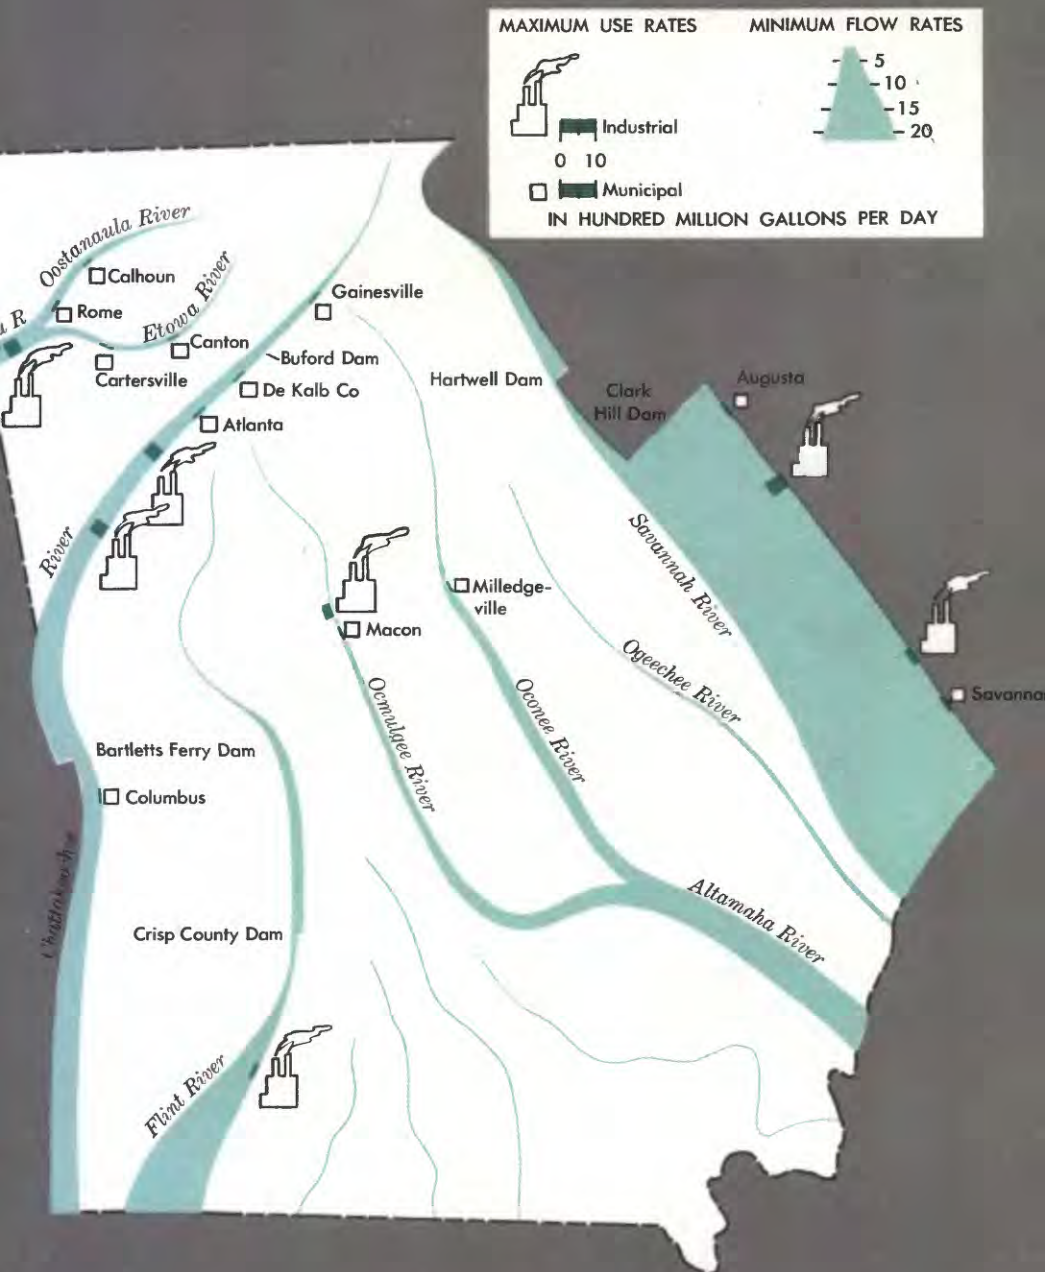 MAXIMUM USE RATES
MINIMUM FLOW RATES
5
10
15
20
Industrial
0 10
Municipal
IN HUNDRED MILLION GALLONS PER DAY
Oostanaula River
Calhoun
Rome
R
Etowa River
Canton
Cartersville
Gainesville
Buford Dam
De Kalb Co
Atlanta
Hartwell Dam
Clark
Hill Dam
Augusta
River
Savannah River
Milledge-
ville
Macon
Ogeechee River
Savanna
Ocmulgee River
Oconee River
Bartletts Ferry Dam
Columbus
Altamaha River
Crisp County Dam
Flint River